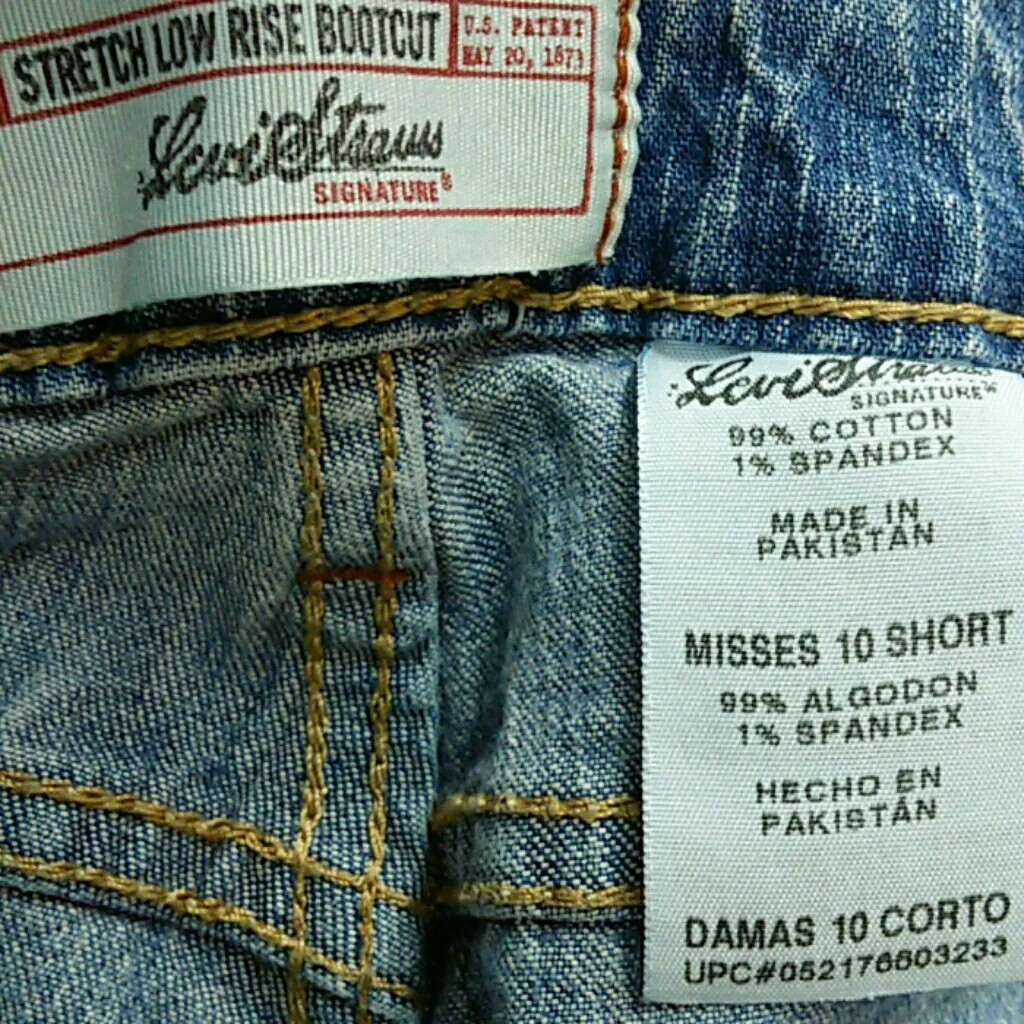 STRETCH LOW RISE BOOTCUT
U.S. PATENT
MAY 20, 1873
Levi Strauss
SIGNATURE®
Levi Strauss
SIGNATURE™
99% COTTON
1% SPANDEX
MADE IN
PAKISTAN
MISSES 10 SHORT
99% ALGODON
1% SPANDEX
HECHO EN
PAKISTÁN
DAMAS 10 CORTO
UPC#052176603233